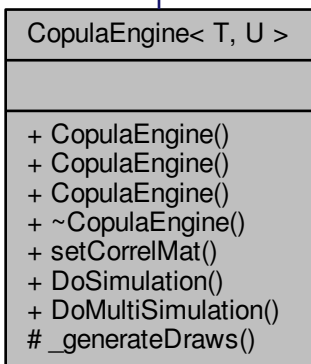 CopulaEngine< T, U >
+ CopulaEngine()
+ CopulaEngine()
+ CopulaEngine()
+ ~CopulaEngine()
+ setCorrelMat()
+ DoSimulation()
+ DoMultiSimulation()
# _generateDraws()